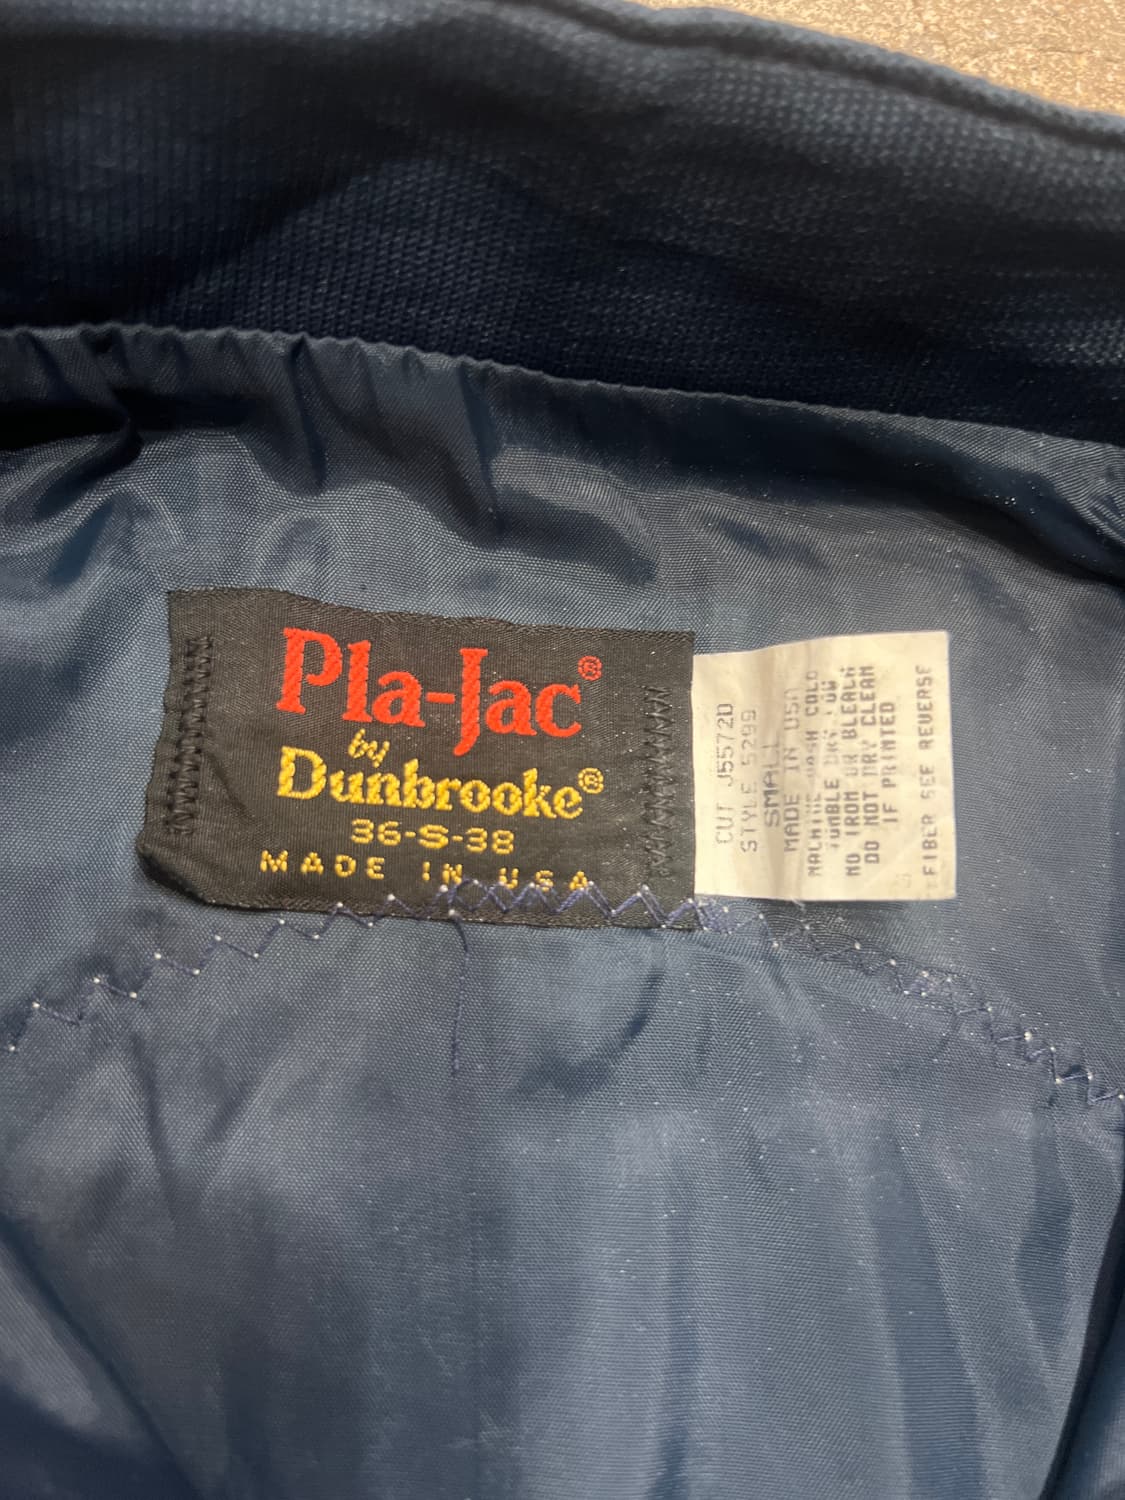 Pla-Jac®
by
Dunbrooke®
36-S-38
MADE IN USA
CUT J5572D
STYLE 5299
SMALL
MADE IN USA
MACHINE WASH COLD
TUMBLE DRY LOW
NO IRON OR BLEACH
DO NOT DRY CLEAN
IF PRINTED
FIBER SEE REVERSE